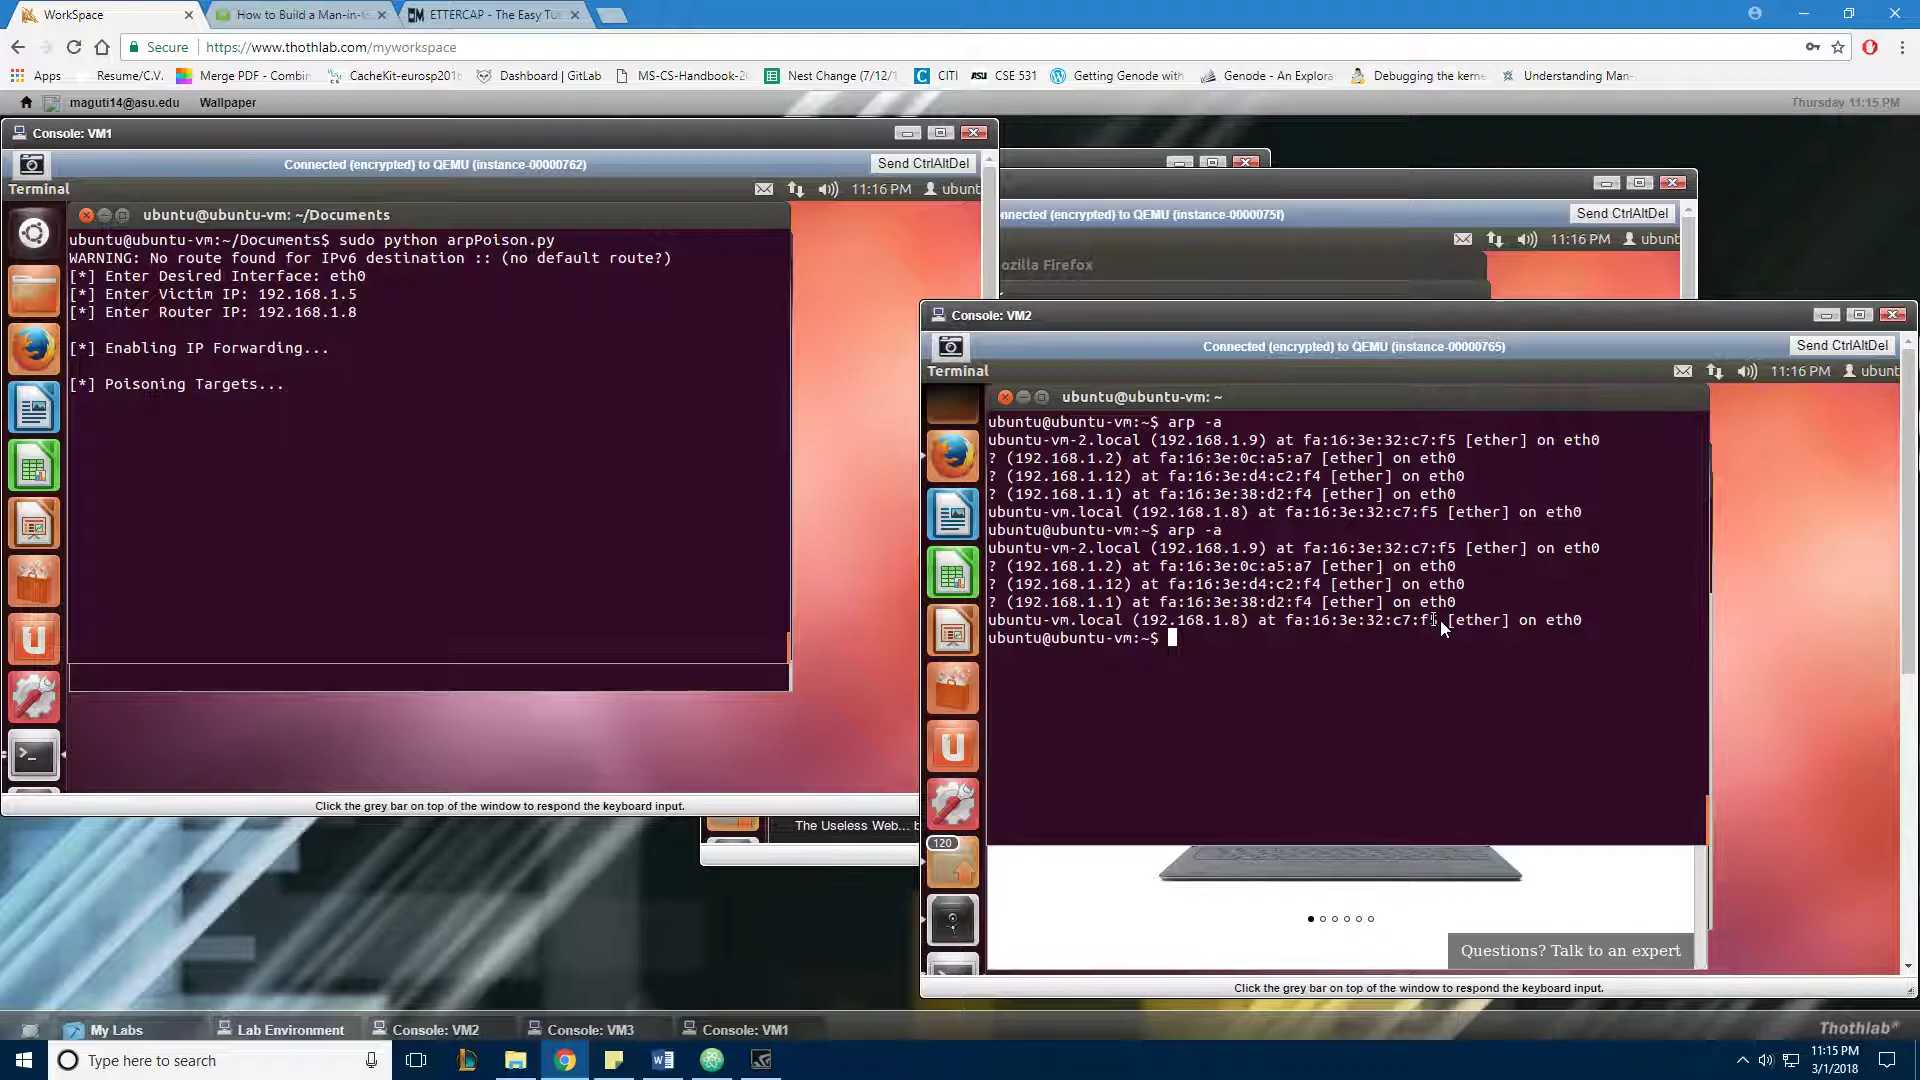 WorkSpace
How to Build a Man-in-
ETTERCAP - The Easy Tu
Secure
https://www.thothlab.com/myworkspace
Apps
Resume/C.V.
Merge PDF - Combin
CacheKit-eurosp201
Dashboard | GitLab
MS-CS-Handbook-2
Nest Change (7/12/1
CITI
ASU CSE 531
Getting Genode with
Genode - An Explora
Debugging the kerne
Understanding Man-
maguti14@asu.edu
Wallpaper
Thursday 11:15 PM
Console: VM1
Connected (encrypted) to QEMU (instance-00000762)
Send CtrlAltDel
Terminal
11:16 PM
ubunt
ubuntu@ubuntu-vm: ~/Documents
ubuntu@ubuntu-vm:~/Documents$ sudo python arpPoison.py
WARNING: No route found for IPv6 destination :: (no default route?)
[*] Enter Desired Interface: eth0
[*] Enter Victim IP: 192.168.1.5
[*] Enter Router IP: 192.168.1.8
[*] Enabling IP Forwarding...
[*] Poisoning Targets...
Click the grey bar on top of the window to respond the keyboard input.
The Useless Web... b
nnected (encrypted) to QEMU (instance-0000075f)
Send CtrlAltDel
11:16 PM
ubunt
ozilla Firefox
Console: VM2
Connected (encrypted) to QEMU (instance-00000765)
Send CtrlAltDel
Terminal
11:16 PM
ubunt
ubuntu@ubuntu-vm: ~
ubuntu@ubuntu-vm:~$ arp -a
ubuntu-vm-2.local (192.168.1.9) at fa:16:3e:32:c7:f5 [ether] on eth0
? (192.168.1.2) at fa:16:3e:0c:a5:a7 [ether] on eth0
? (192.168.1.12) at fa:16:3e:d4:c2:f4 [ether] on eth0
? (192.168.1.1) at fa:16:3e:38:d2:f4 [ether] on eth0
ubuntu-vm.local (192.168.1.8) at fa:16:3e:32:c7:f5 [ether] on eth0
ubuntu@ubuntu-vm:~$ arp -a
ubuntu-vm-2.local (192.168.1.9) at fa:16:3e:32:c7:f5 [ether] on eth0
? (192.168.1.2) at fa:16:3e:0c:a5:a7 [ether] on eth0
? (192.168.1.12) at fa:16:3e:d4:c2:f4 [ether] on eth0
? (192.168.1.1) at fa:16:3e:38:d2:f4 [ether] on eth0
ubuntu-vm.local (192.168.1.8) at fa:16:3e:32:c7:f5 [ether] on eth0
ubuntu@ubuntu-vm:~$
120
Questions? Talk to an expert
Click the grey bar on top of the window to respond the keyboard input.
My Labs
Lab Environment
Console: VM2
Console: VM3
Console: VM1
Thothlab
Type here to search
11:15 PM
3/1/2018